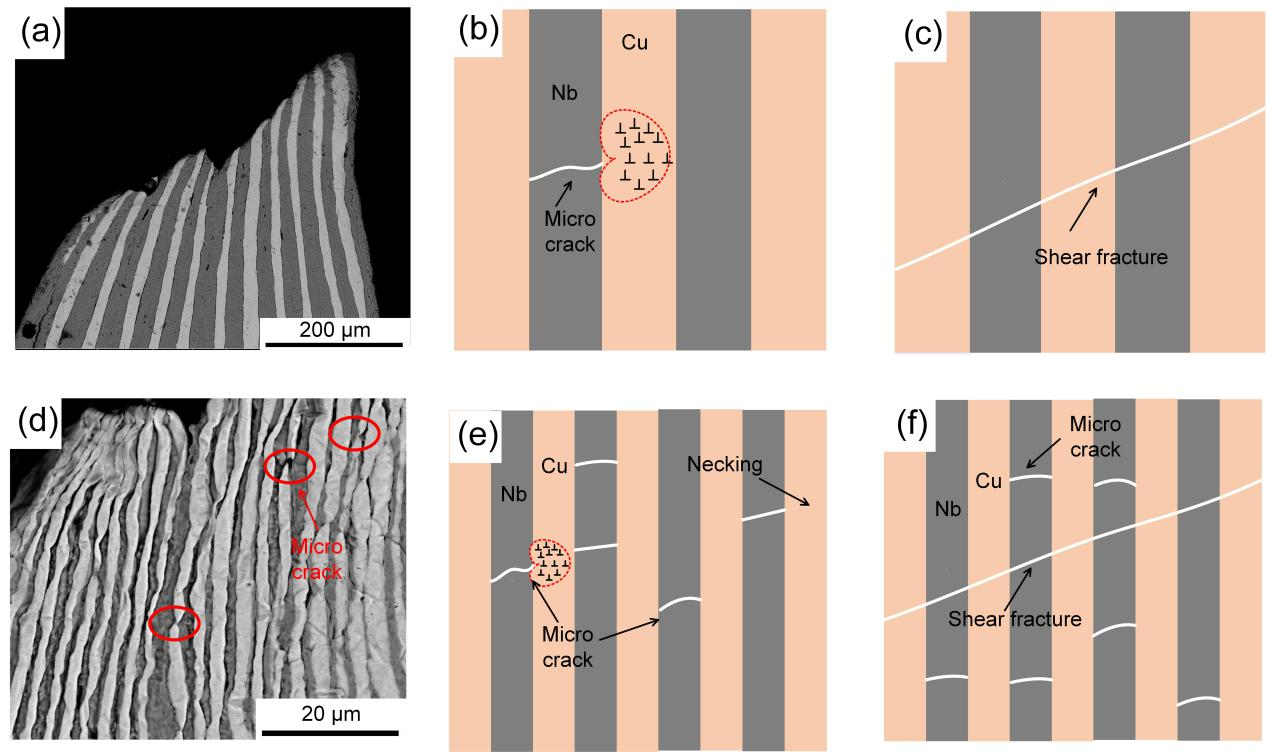 (a)
200 μm
(b)
Cu
Nb
Micro
crack
(c)
Shear fracture
(d)
Micro
crack
20 μm
(e)
Cu
Nb
Necking
Micro
crack
(f)
Micro
crack
Cu
Nb
Shear fracture